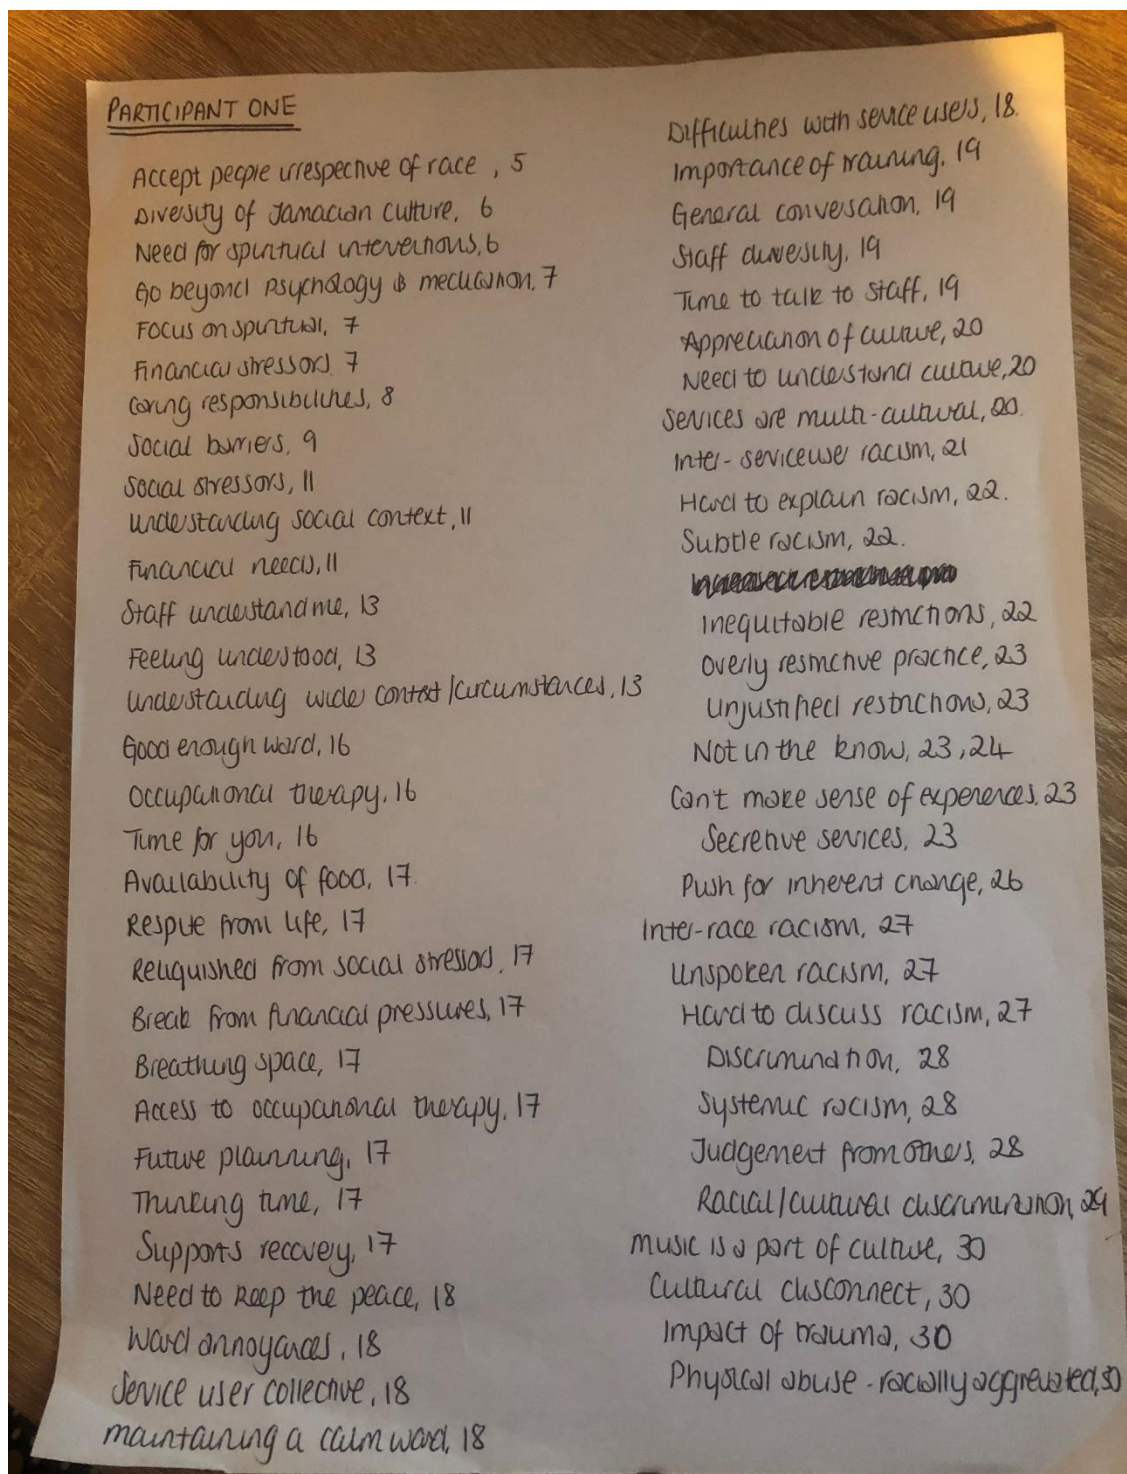 PARTICIPANT ONE
Accept people irrespective of race, 5
Diversity of Jamacian culture, 6
Need for spiritual interventions, 6
Go beyond psychology & medication, 7
Focus on spiritual, 7
Financial stressors, 7
Caring responsibilities, 8
Social barriers, 9
Social stressors, 11
Understanding social context, 11
Financial needs, 11
Staff understand me, 13
Feeling understood, 13
Understanding wider context/circumstances, 13
Good enough ward, 16
Occupational therapy, 16
Time for you, 16
Availability of food, 17.
Respite from life, 17
Reliquished from social stressors, 17
Break from financial pressures, 17
Breathing space, 17
Access to occupational therapy, 17
Future planning, 17
Thinking time, 17
Supports recovery, 17
Need to keep the peace, 18
Ward annoyances, 18
Service user collective, 18
maintaining a calm ward, 18
Difficulties with service users, 18.
Importance of training, 19
General conversation, 19
Staff diversity, 19
Time to talk to staff, 19
Appreciation of culture, 20
Need to understand culture, 20
Services are multi-cultural, 20.
Inter-serviceuser racism, 21
Hard to explain racism, 22.
Subtle racism, 22.
Inequitable restrictions, 22
Overly restrictive practice, 23
Unjustified restrictions, 23
Not in the know, 23, 24
Can't make sense of experiences, 23
Secretive services, 23
Push for inherent change, 26
Inter-race racism, 27
Unspoken racism, 27
Hard to discuss racism, 27
Discrimination, 28
Systemic racism, 28
Judgement from others, 28
Racial/cultural discrimination, 29
Music is a part of culture, 30
Cultural disconnect, 30
Impact of trauma, 30
Physical abuse - racially aggrevated, 30